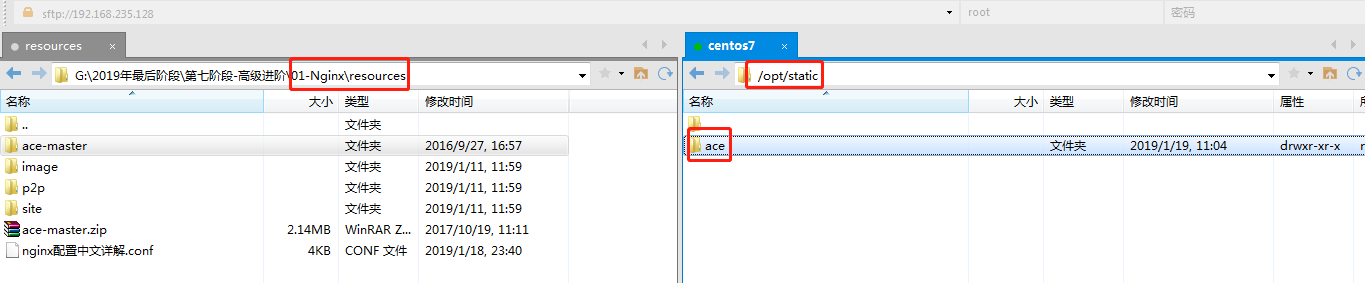 sftp://192.168.235.128 root 密码
resources × centos7 ×
G:\2019年最后阶段\第七阶段-高级进阶\01-Nginx\resources /opt/static
名称 大小 类型 修改时间 名称 大小 类型 修改时间 属性
.. 文件夹
ace-master 文件夹 2016/9/27, 16:57 ace 文件夹 2019/1/19, 11:04 drwxr-xr-x
image 文件夹 2019/1/11, 11:59
p2p 文件夹 2019/1/11, 11:59
site 文件夹 2019/1/11, 11:59
ace-master.zip 2.14MB WinRAR Z... 2017/10/19, 11:11
nginx配置中文详解.conf 4KB CONF 文件 2019/1/18, 23:40